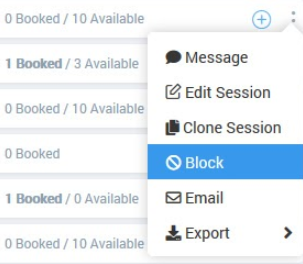 0 Booked / 10 Available
1 Booked / 3 Available
0 Booked / 10 Available
0 Booked
1 Booked / 0 Available
0 Booked / 10 Available
Message
Edit Session
Clone Session
Block
Email
Export